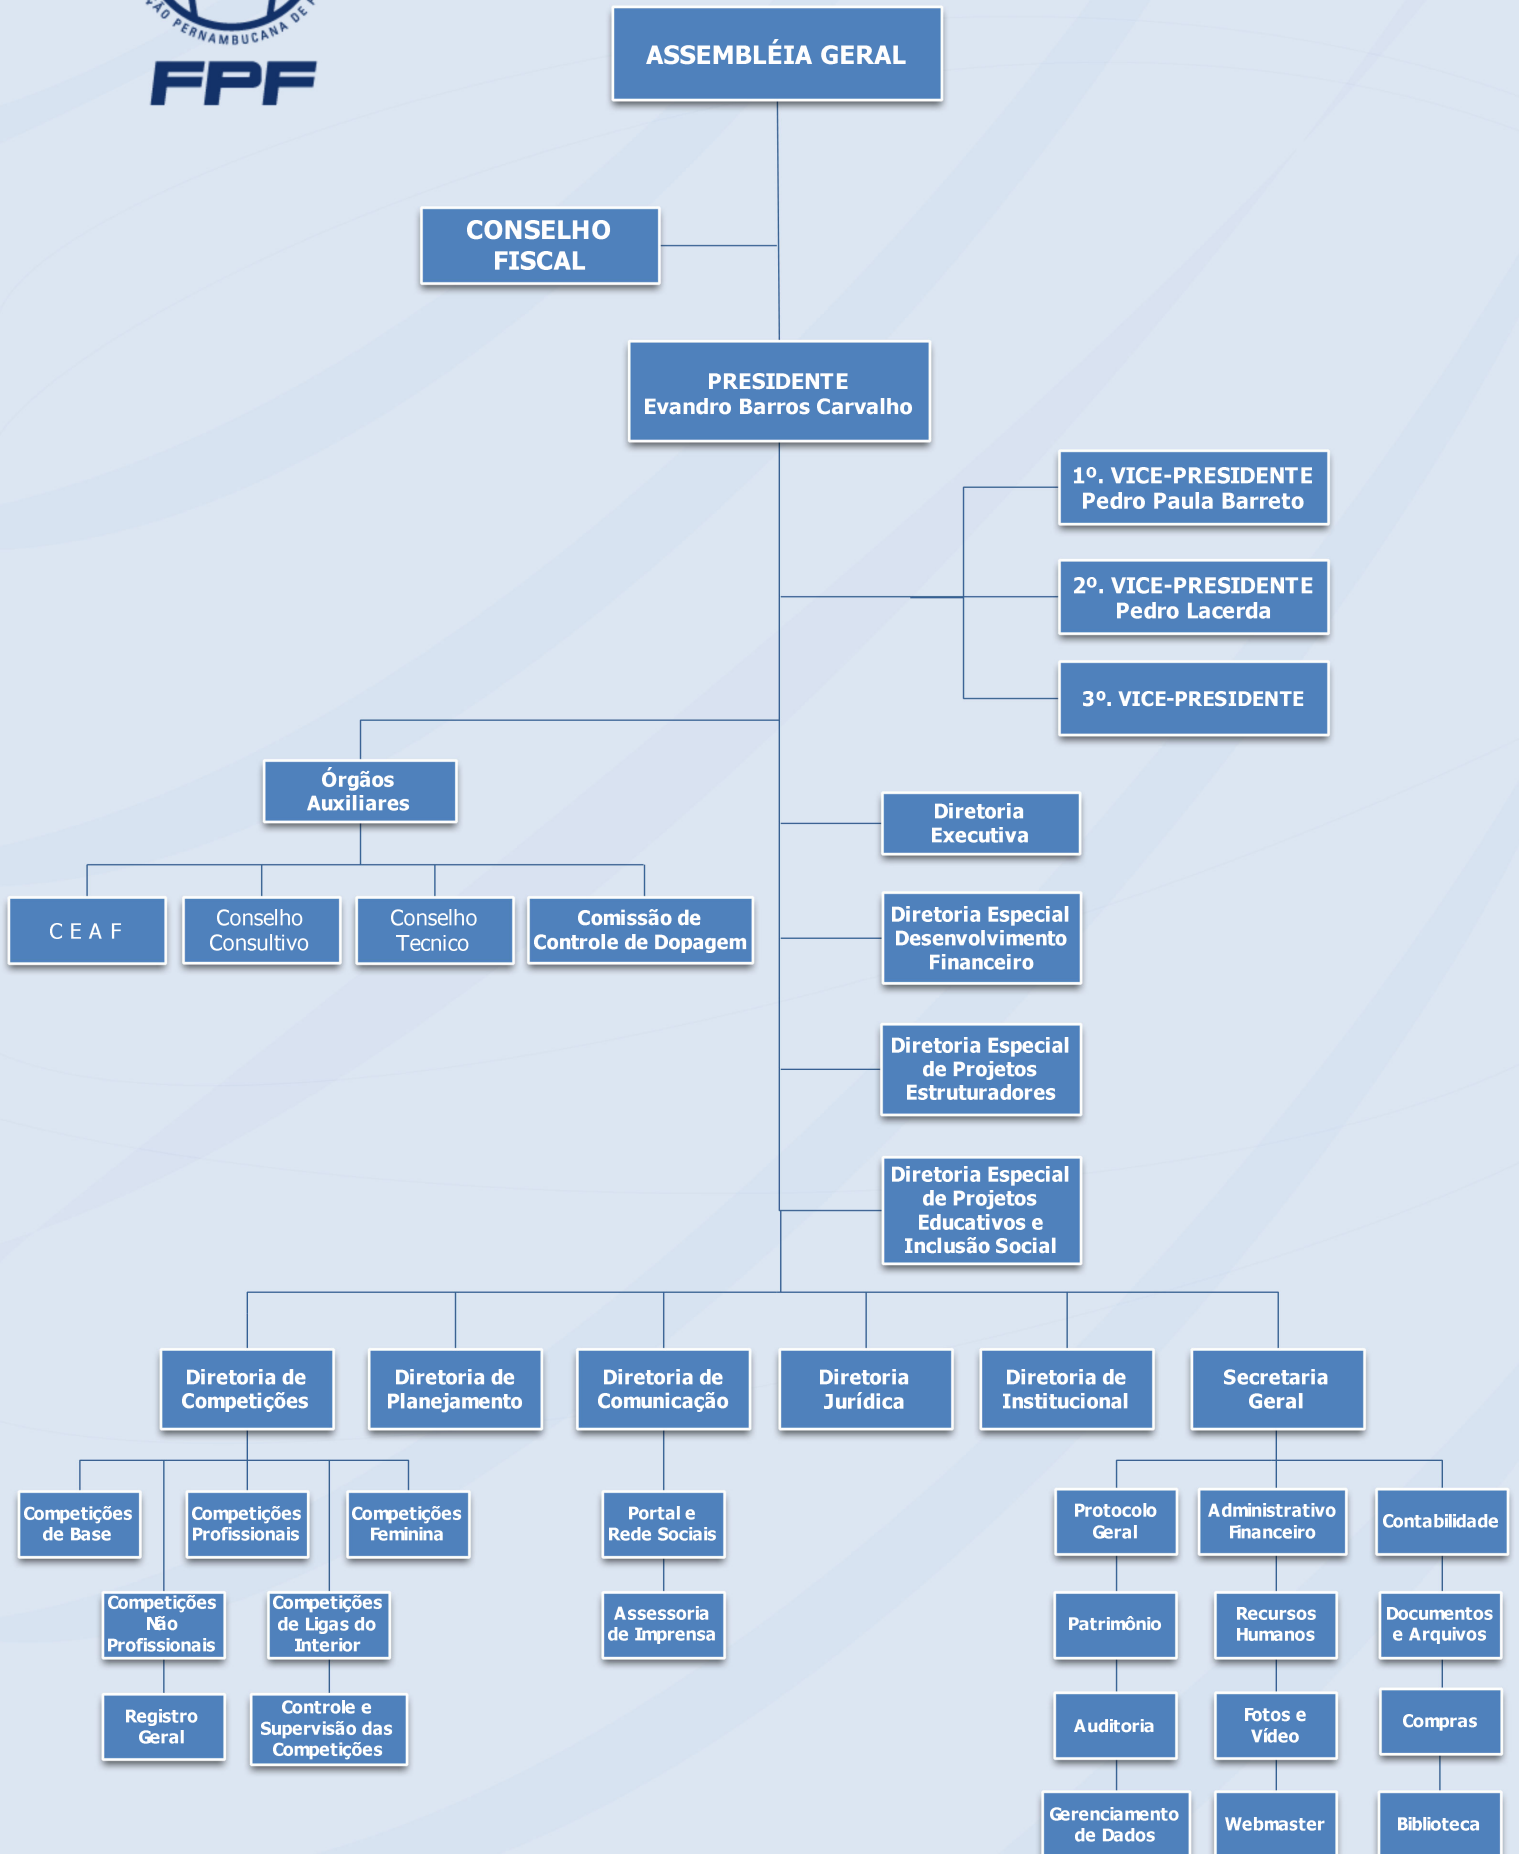 PERNAMBUCANA DE
FPF
ASSEMBLÉIA GERAL
CONSELHO
FISCAL
PRESIDENTE
Evandro Barros Carvalho
1º. VICE-PRESIDENTE
Pedro Paula Barreto
2º. VICE-PRESIDENTE
Pedro Lacerda
3º. VICE-PRESIDENTE
Órgãos
Auxiliares
C E A F
Conselho
Consultivo
Conselho
Tecnico
Comissão de
Controle de Dopagem
Diretoria
Executiva
Diretoria Especial
Desenvolvimento
Financeiro
Diretoria Especial
de Projetos
Estruturadores
Diretoria Especial
de Projetos
Educativos e
Inclusão Social
Diretoria de
Competições
Diretoria de
Planejamento
Diretoria de
Comunicação
Diretoria
Jurídica
Diretoria de
Institucional
Secretaria
Geral
Competições
de Base
Competições
Profissionais
Competições
Feminina
Portal e
Rede Sociais
Protocolo
Geral
Administrativo
Financeiro
Contabilidade
Competições
Não
Profissionais
Competições
de Ligas do
Interior
Assessoria
de Imprensa
Patrimônio
Recursos
Humanos
Documentos
e Arquivos
Registro
Geral
Controle e
Supervisão das
Competições
Auditoria
Fotos e
Vídeo
Compras
Gerenciamento
de Dados
Webmaster
Biblioteca